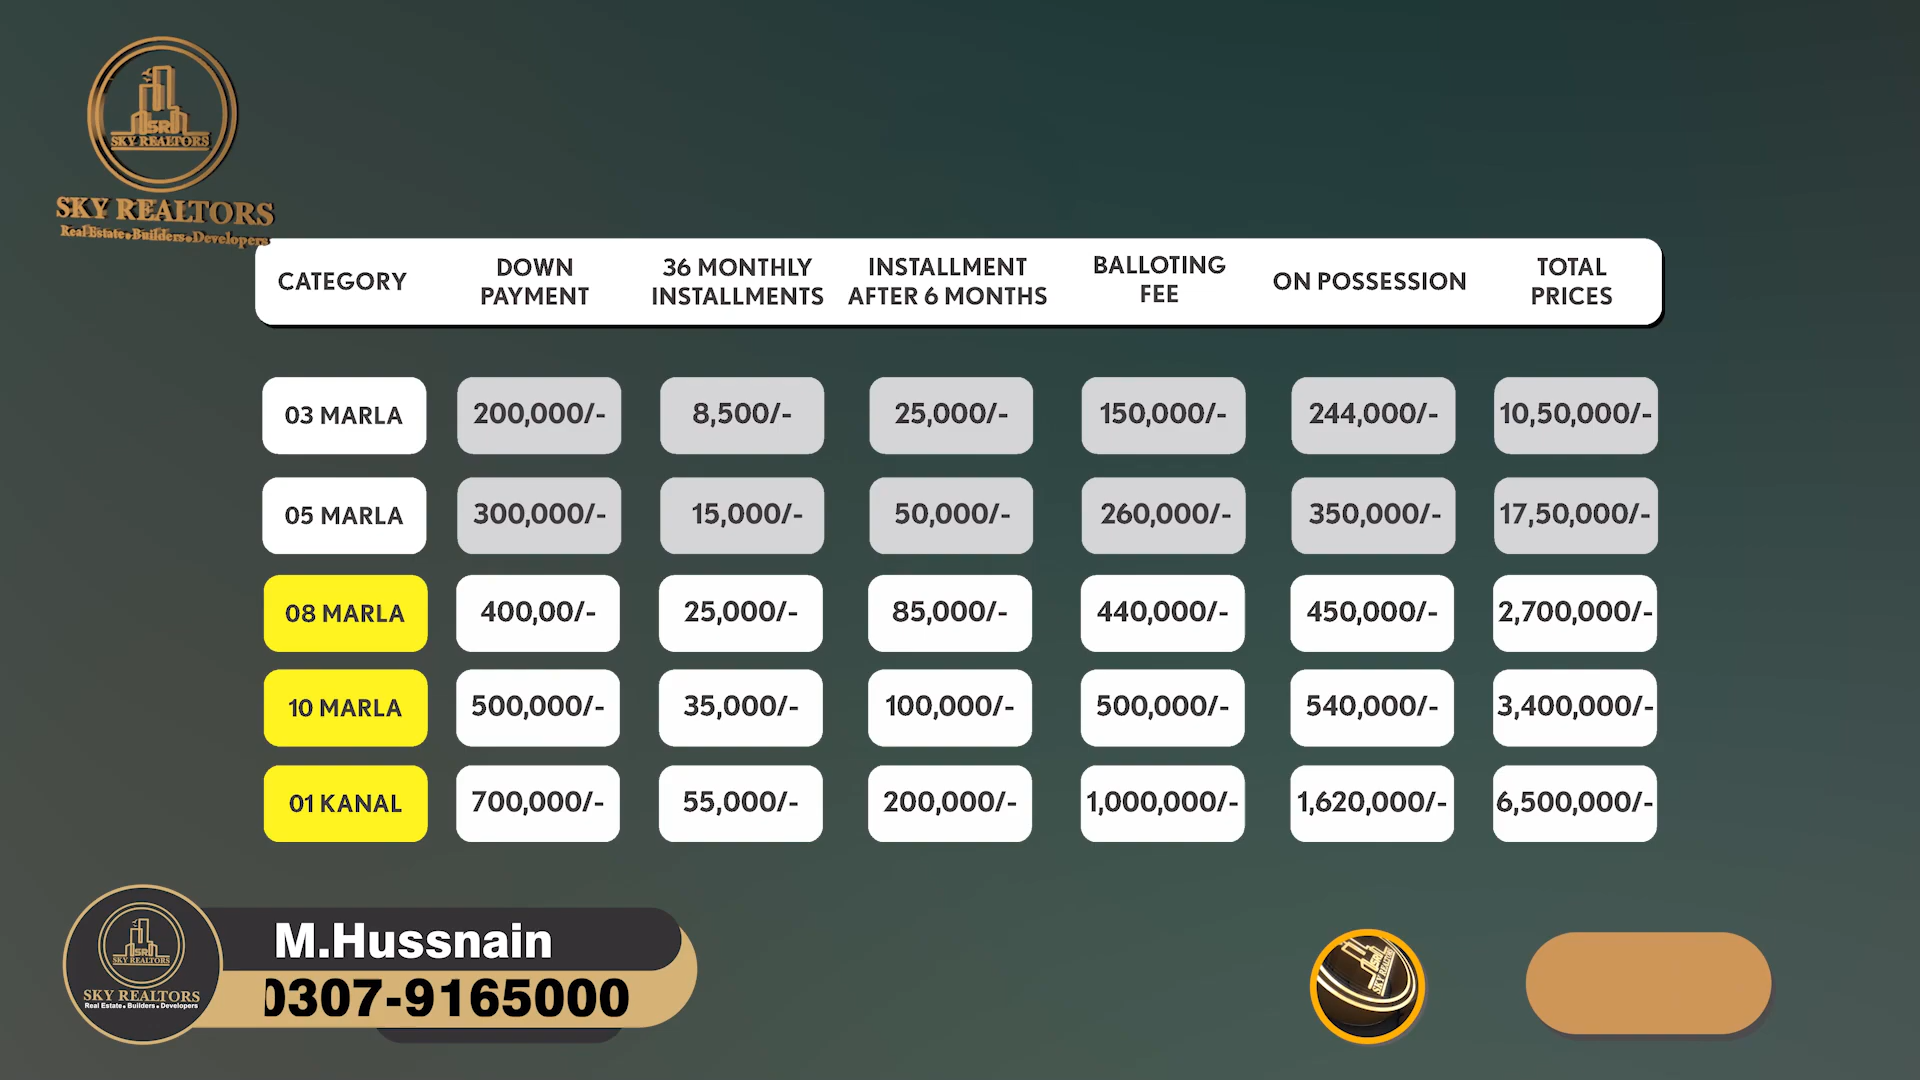 SR
SKY REALTORS
SKY REALTORS
Real Estate Builders Developers
CATEGORY
DOWN
PAYMENT
36 MONTHLY
INSTALLMENTS
INSTALLMENT
AFTER 6 MONTHS
BALLOTING
FEE
ON POSSESSION
TOTAL
PRICES
03 MARLA 200,000/- 8,500/- 25,000/- 150,000/- 244,000/- 10,50,000/-
05 MARLA 300,000/- 15,000/- 50,000/- 260,000/- 350,000/- 17,50,000/-
08 MARLA 400,00/- 25,000/- 85,000/- 440,000/- 450,000/- 2,700,000/-
10 MARLA 500,000/- 35,000/- 100,000/- 500,000/- 540,000/- 3,400,000/-
01 KANAL 700,000/- 55,000/- 200,000/- 1,000,000/- 1,620,000/- 6,500,000/-
SR
SKY REALTORS
SKY REALTORS
Real Estate Builders Developers
M.Hussnain
0307-9165000